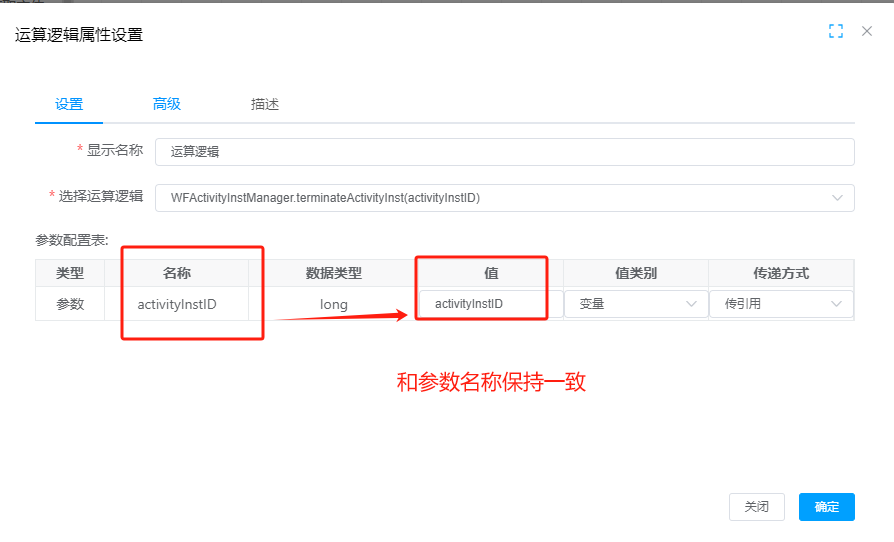 运算逻辑属性设置
设置 高级 描述
* 显示名称 运算逻辑
* 选择运算逻辑 WFActivityInstManager.terminateActivityInst(activityInstID)
参数配置表:
类型 名称 数据类型 值 值类别 传递方式
参数 activityInstID long activityInstID 变量 传引用
和参数名称保持一致
关闭 确定